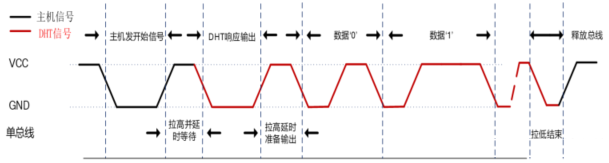 主机信号
DHT信号
主机发开始信号
DHT响应输出
数据'0'
数据'1'
释放总线
VCC
GND
单总线
拉高并延
时等待
拉高延时
准备输出
拉低结束